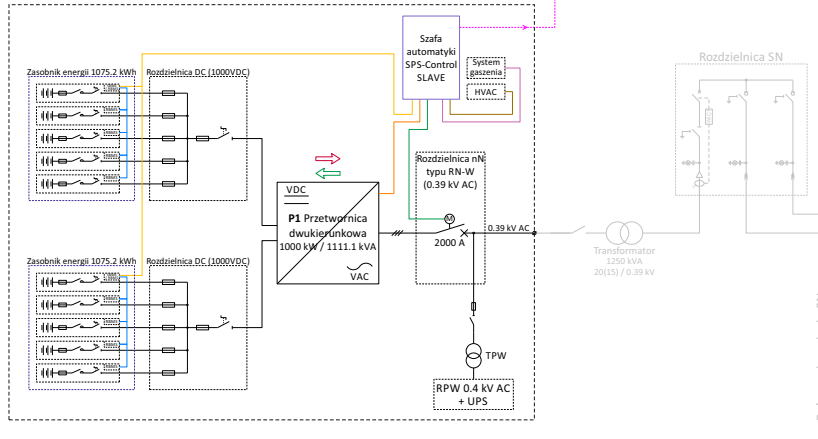 Szafa
automatyki
SPS-Control
SLAVE
System
gaszenia
HVAC
Rozdzielnica SN
Zasobnik energii 1075.2 kWh
Rozdzielnica DC (1000VDC)
Rozdzielnica nN
typu RN-W
(0.39 kV AC)
VDC
P1 Przetwornica
dwukierunkowa
1000 kW / 1111.1 kVA
VAC
M
2000 A
0.39 kV AC
Transformator
1250 kVA
20(15) / 0.39 kV
Zasobnik energii 1075.2 kWh
Rozdzielnica DC (1000VDC)
TPW
RPW 0.4 kV AC
+ UPS